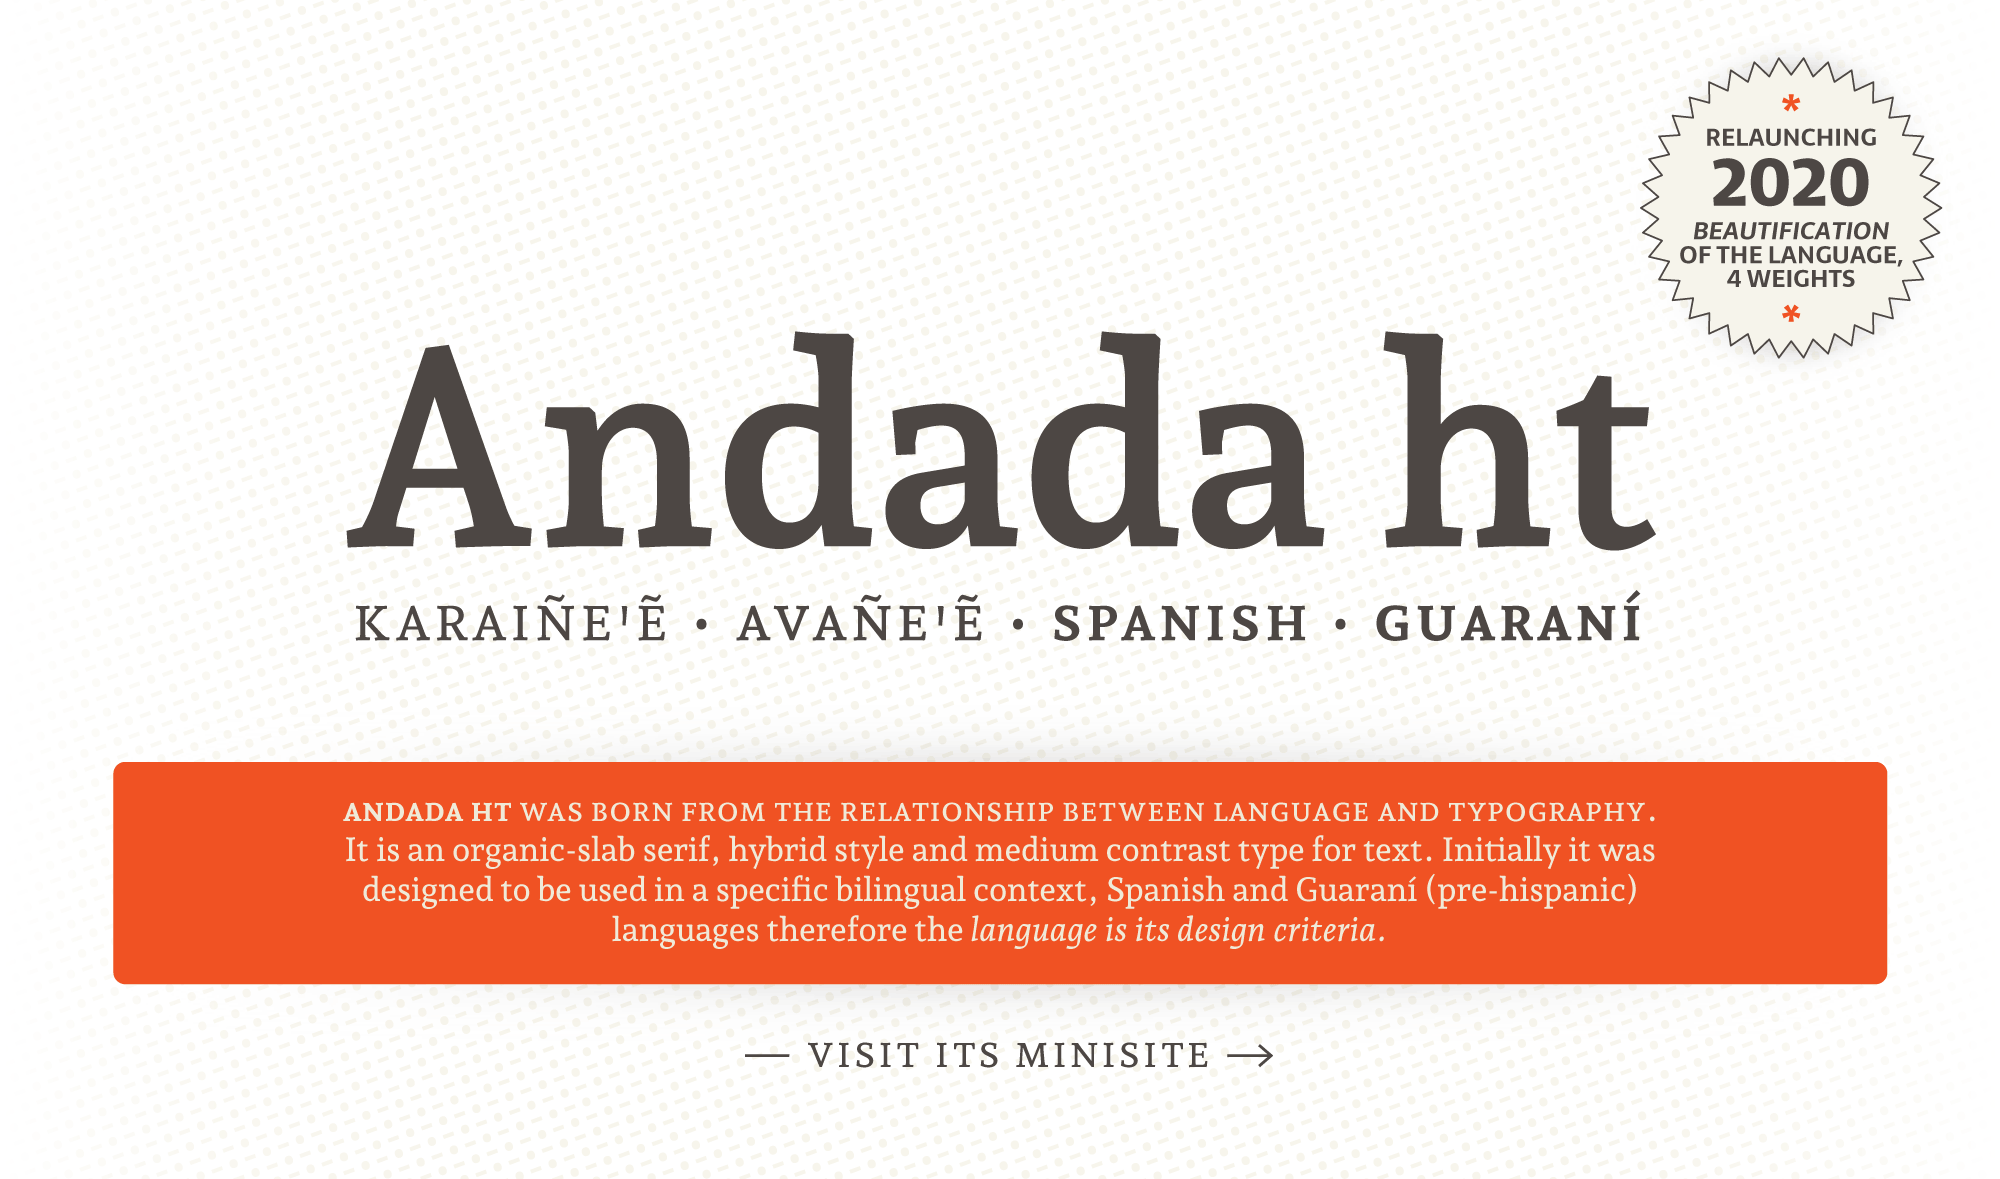 *
RELAUNCHING
2020
BEAUTIFICATION
OF THE LANGUAGE,
4 WEIGHTS
*
Andada ht
KARAIÑE'Ẽ • AVAÑE'Ẽ • SPANISH • GUARANÍ
ANDADA HT WAS BORN FROM THE RELATIONSHIP BETWEEN LANGUAGE AND TYPOGRAPHY.
It is an organic-slab serif, hybrid style and medium contrast type for text. Initially it was
designed to be used in a specific bilingual context, Spanish and Guaraní (pre-hispanic)
languages therefore the language is its design criteria.
— VISIT ITS MINISITE →